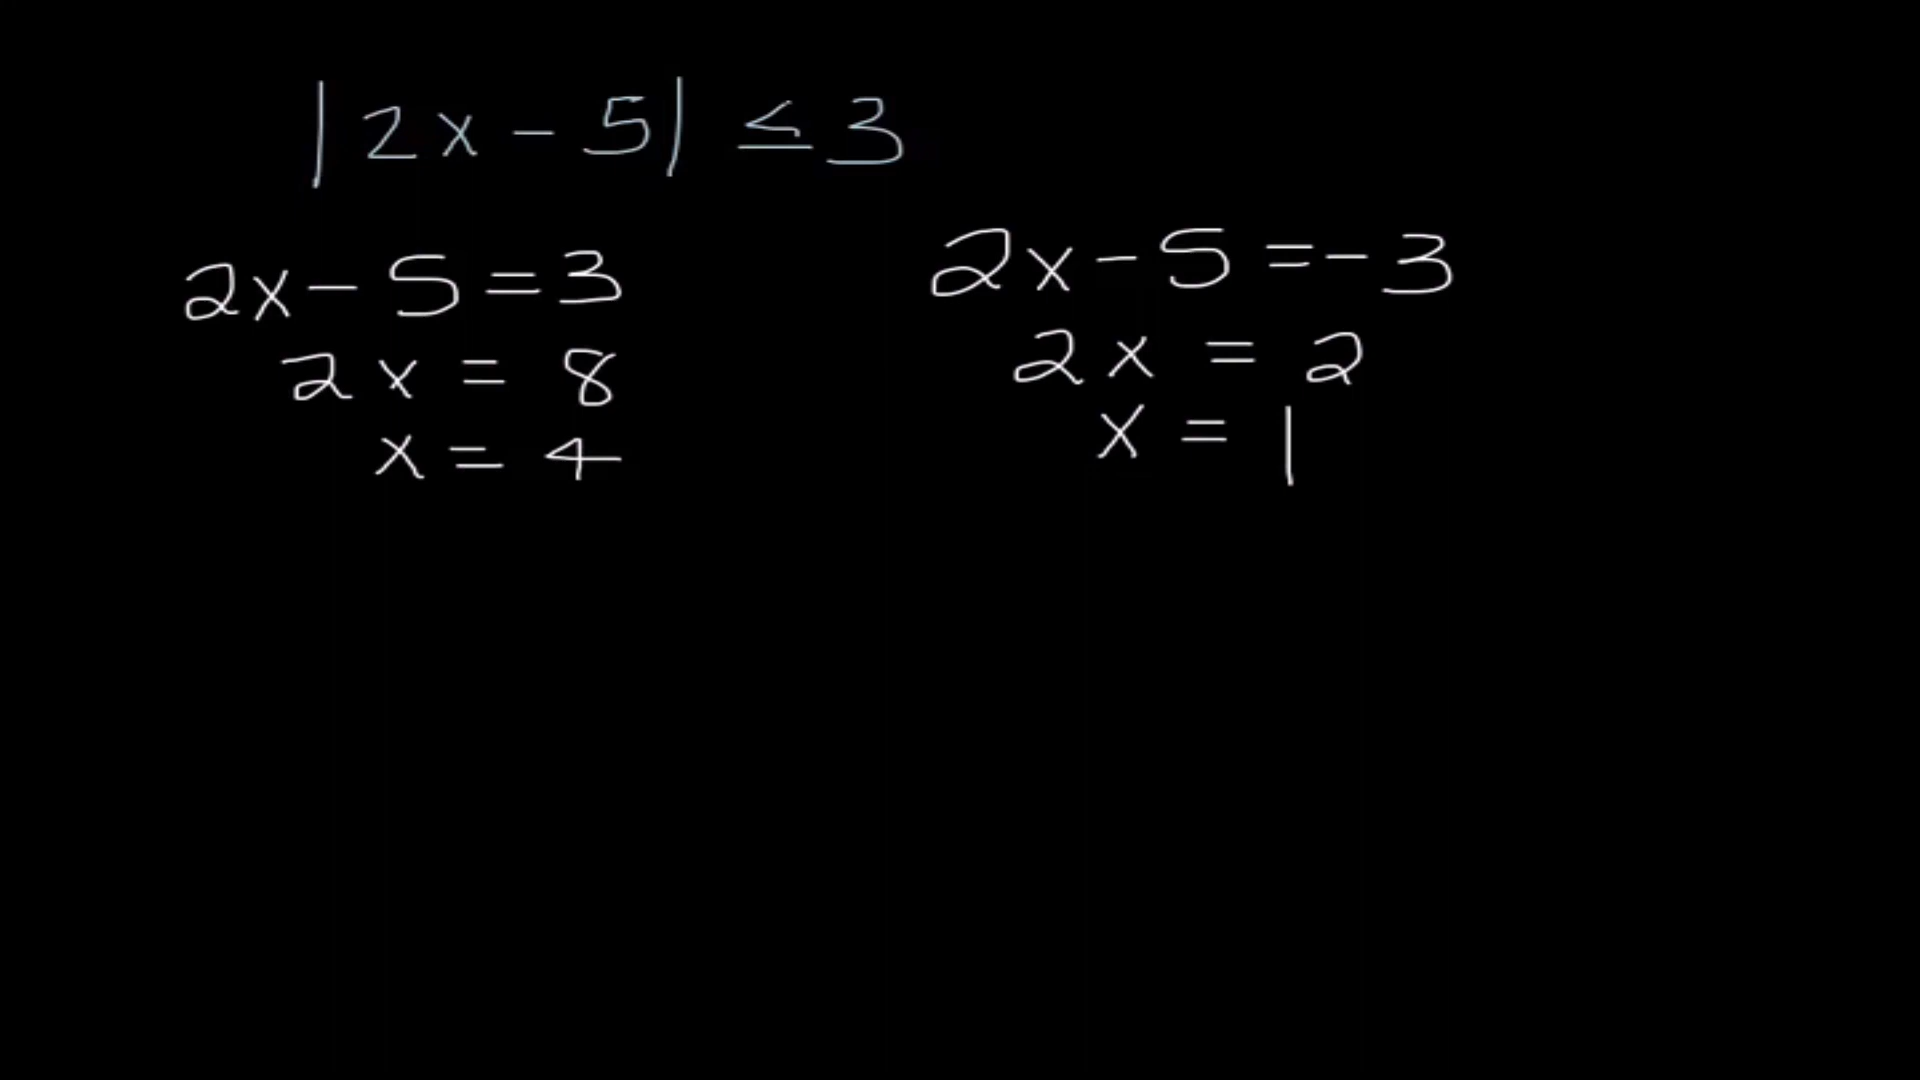 |2x - 5| ≤ 3
2x - 5 = 3
2x = 8
x = 4
2x - 5 = -3
2x = 2
x = 1